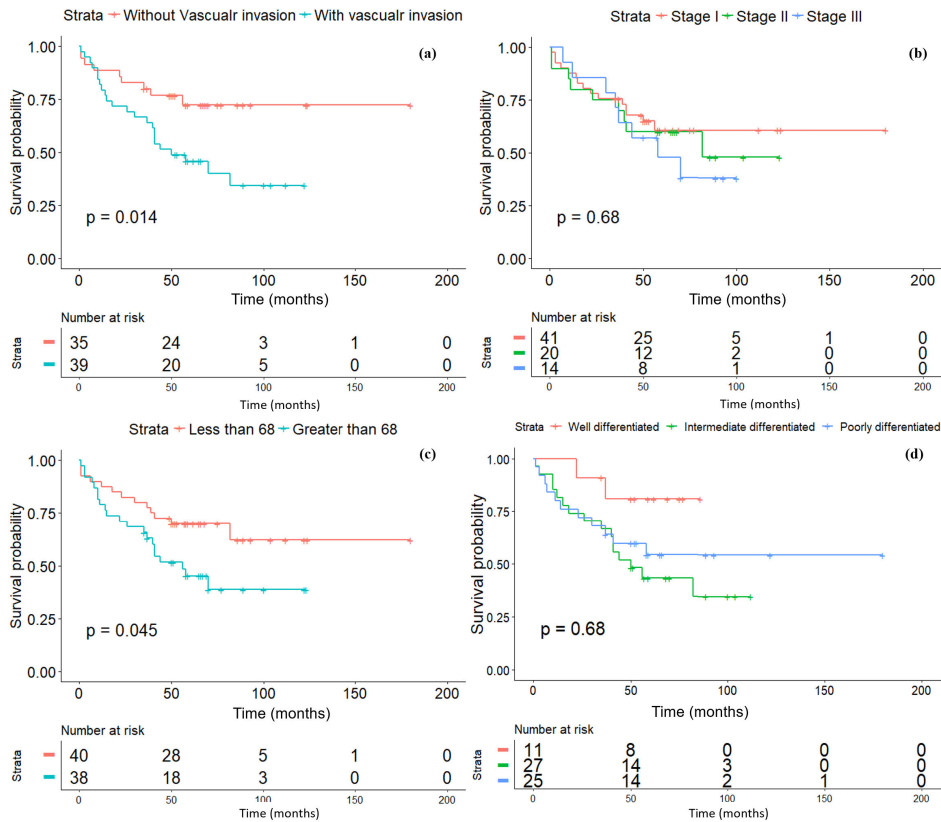 Strata Without Vascualr invasion With vascualr invasion
(a)
Survival probability
1.00
0.75
0.50
0.25
0.00
p = 0.014
0 50 100 150 200
Time (months)
Number at risk
Strata
35 24 3 1 0
39 20 5 0 0
0 50 100 150 200
Time (months)
Strata Stage I Stage II Stage III
(b)
Survival probability
1.00
0.75
0.50
0.25
0.00
p = 0.68
0 50 100 150 200
Time (months)
Number at risk
Strata
41 25 5 1 0
20 12 2 0 0
14 8 1 0 0
0 50 100 150 200
Time (months)
Strata Less than 68 Greater than 68
(c)
Survival probability
1.00
0.75
0.50
0.25
0.00
p = 0.045
0 50 100 150 200
Time (months)
Number at risk
Strata
40 28 5 1 0
38 18 3 0 0
0 50 100 150 200
Time (months)
Strata Well differentiated Intermediate differentiated Poorly differentiated
(d)
Survival probability
1.00
0.75
0.50
0.25
0.00
p = 0.68
0 50 100 150 200
Time (months)
Number at risk
Strata
11 8 0 0 0
27 14 3 0 0
25 14 2 1 0
0 50 100 150 200
Time (months)